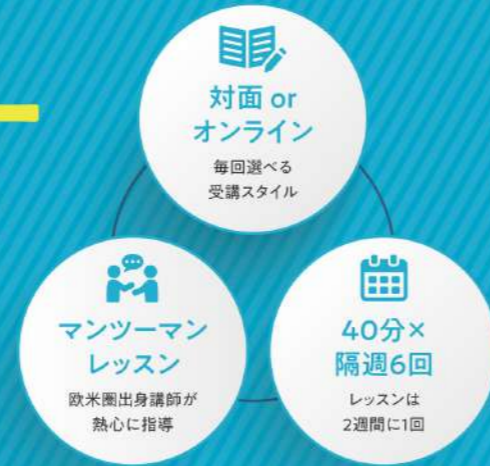 対面 or
オンライン
毎回選べる
受講スタイル
マンツーマン
レッスン
欧米圏出身講師が
熱心に指導
40分×
隔週6回
レッスンは
2週間に1回